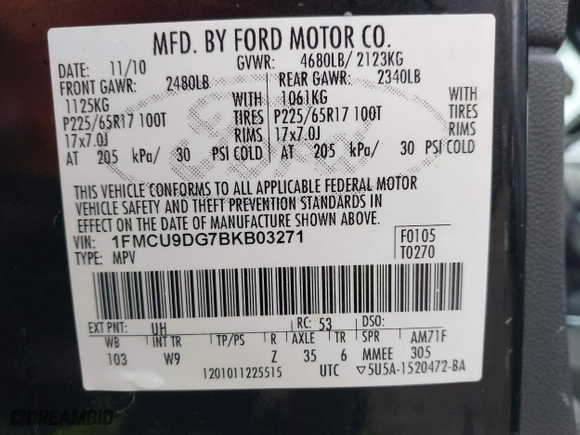 MFD. BY FORD MOTOR CO.
DATE: 11/10 GVWR: 4680LB/ 2123KG
FRONT GAWR: 2480LB REAR GAWR: 2340LB
1125KG 1061KG
P225/65R17 100T TIRES P225/65R17 100T TIRES
17x7.0J RIMS 17x7.0J RIMS
AT 205 kPa/ 30 PSI COLD AT 205 kPa/ 30 PSI COLD
Ford
THIS VEHICLE CONFORMS TO ALL APPLICABLE FEDERAL MOTOR
VEHICLE SAFETY AND THEFT PREVENTION STANDARDS IN
EFFECT ON THE DATE OF MANUFACTURE SHOWN ABOVE.
VIN: 1FMCU9DG7BKB03271 F0105
TYPE: MPV T0270
EXT PNT: UH RC: 53 DSO:
WB INT TR TP/PS R AXLE TR AM71F
103 W9 Z 35 6 MMEE 305
1201011225515 UTC ▽5U5A-1520472-BA
DREAMBID